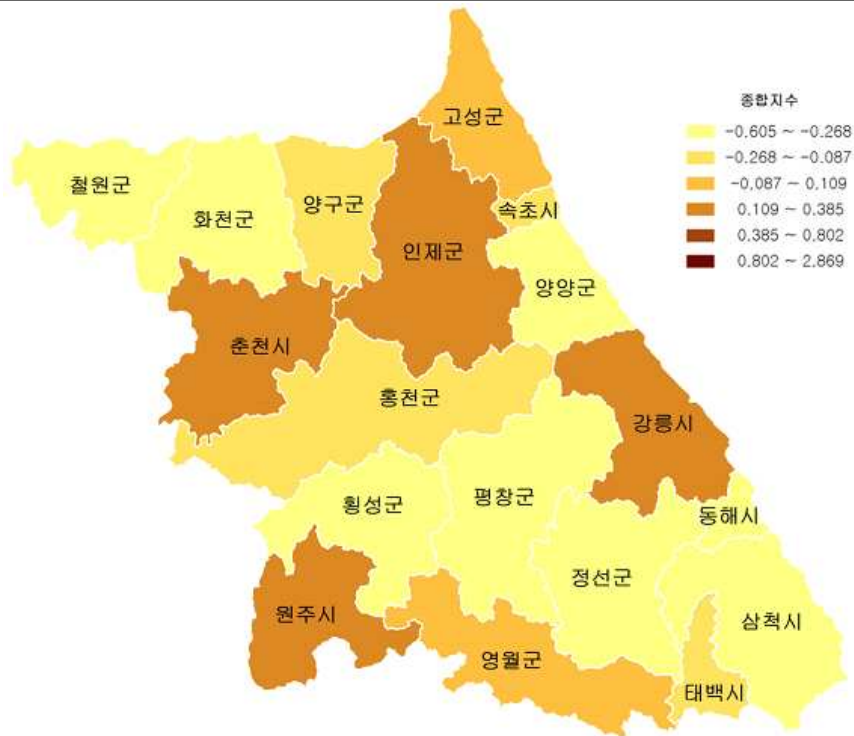 종합지수
-0.605 ~ -0.268
-0.268 ~ -0.087
-0.087 ~ 0.109
0.109 ~ 0.385
0.385 ~ 0.802
0.802 ~ 2.869
고성군
철원군
화천군
양구군
속초시
인제군
양양군
춘천시
홍천군
강릉시
횡성군
평창군
동해시
정선군
원주시
삼척시
영월군
태백시